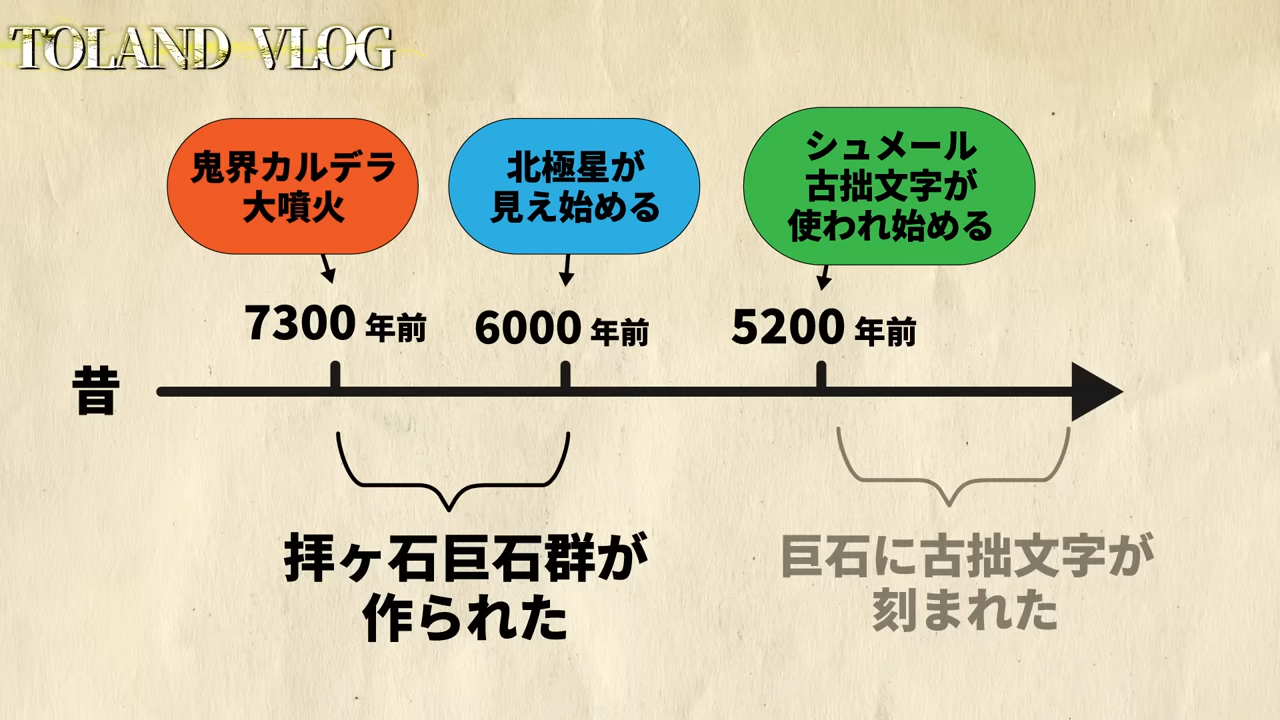 TOLAND VLOG
鬼界カルデラ
大噴火
北極星が
見え始める
シュメール
古拙文字が
使われ始める
7300 年前
6000 年前
5200 年前
昔
拝ヶ石巨石群が
作られた
巨石に古拙文字が
刻まれた